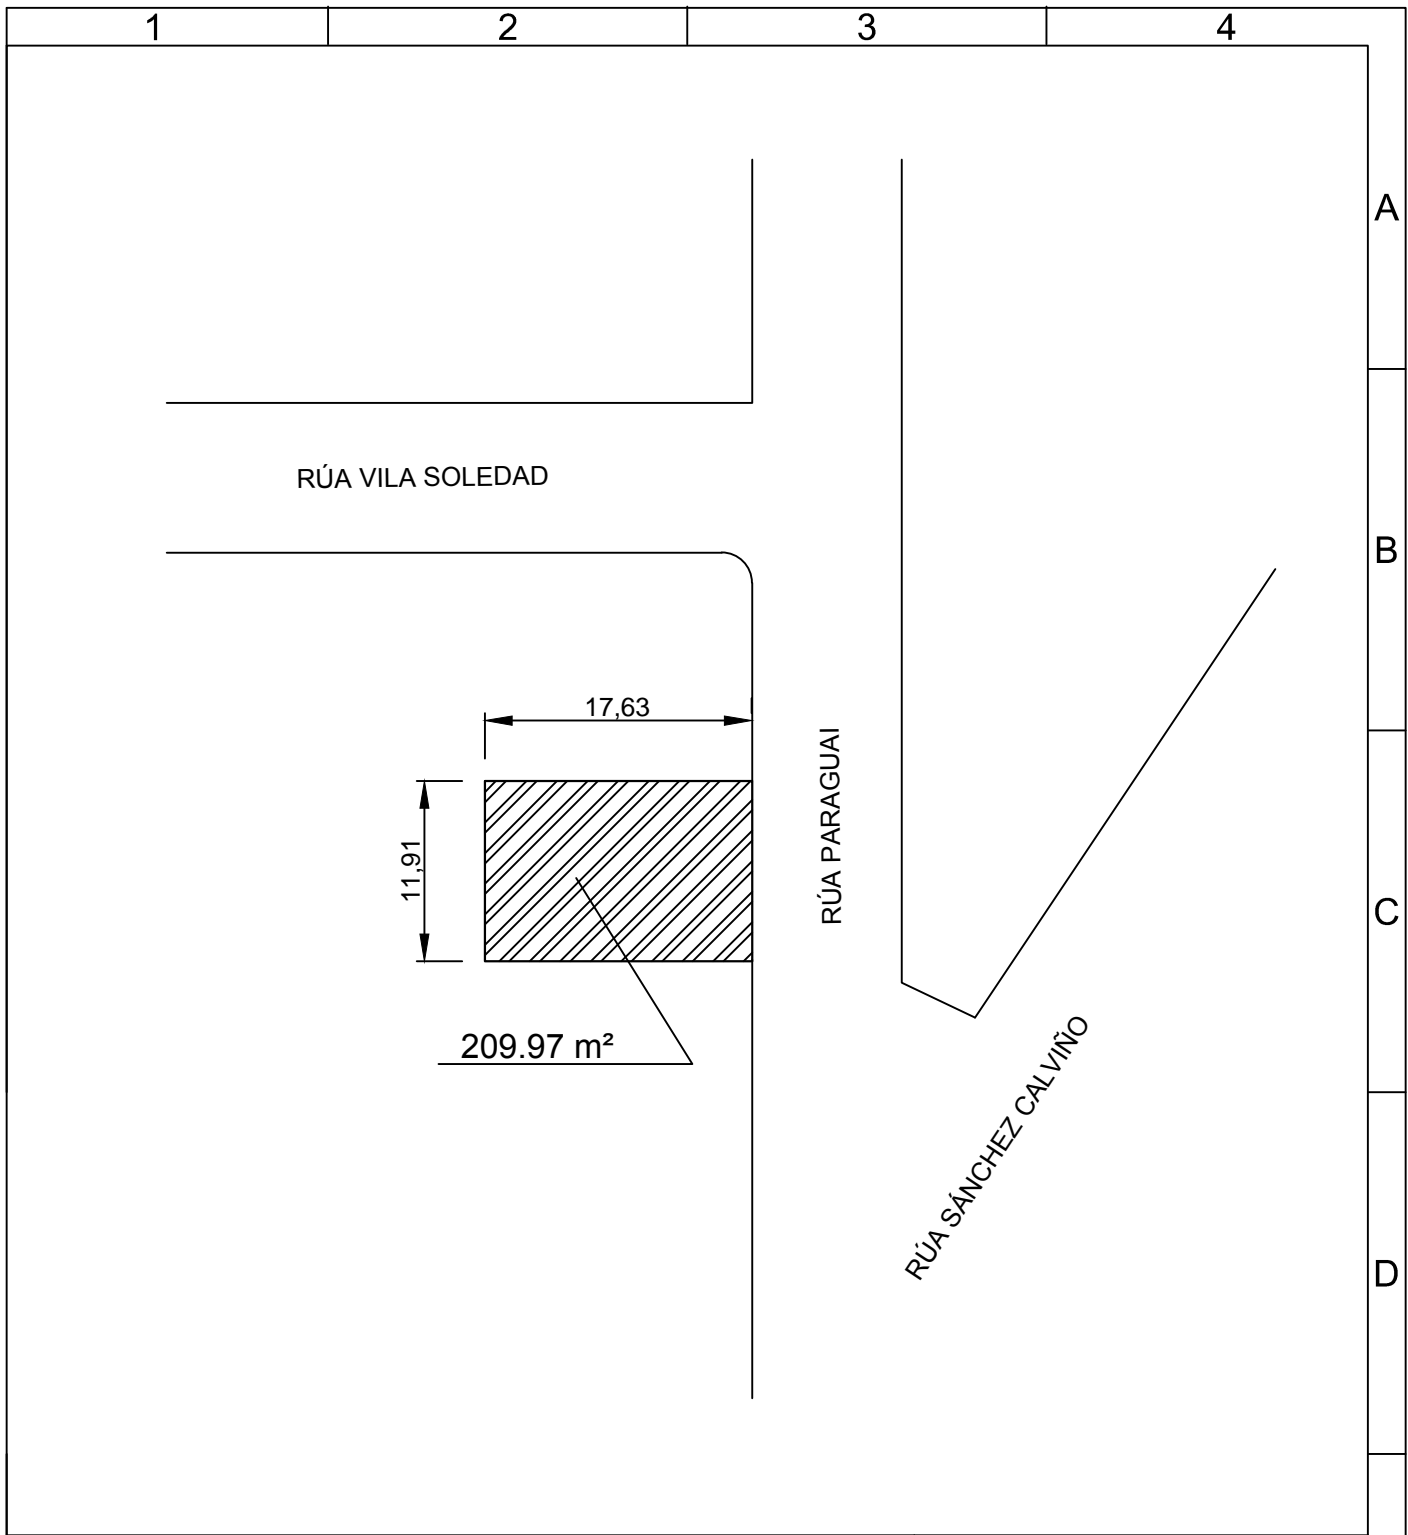 1
2
3
4
A
B
C
D
RÚA VILA SOLEDAD
17,63
11,91
RÚA PARAGUAI
209.97 m²
RÚA SÁNCHEZ CALVIÑO